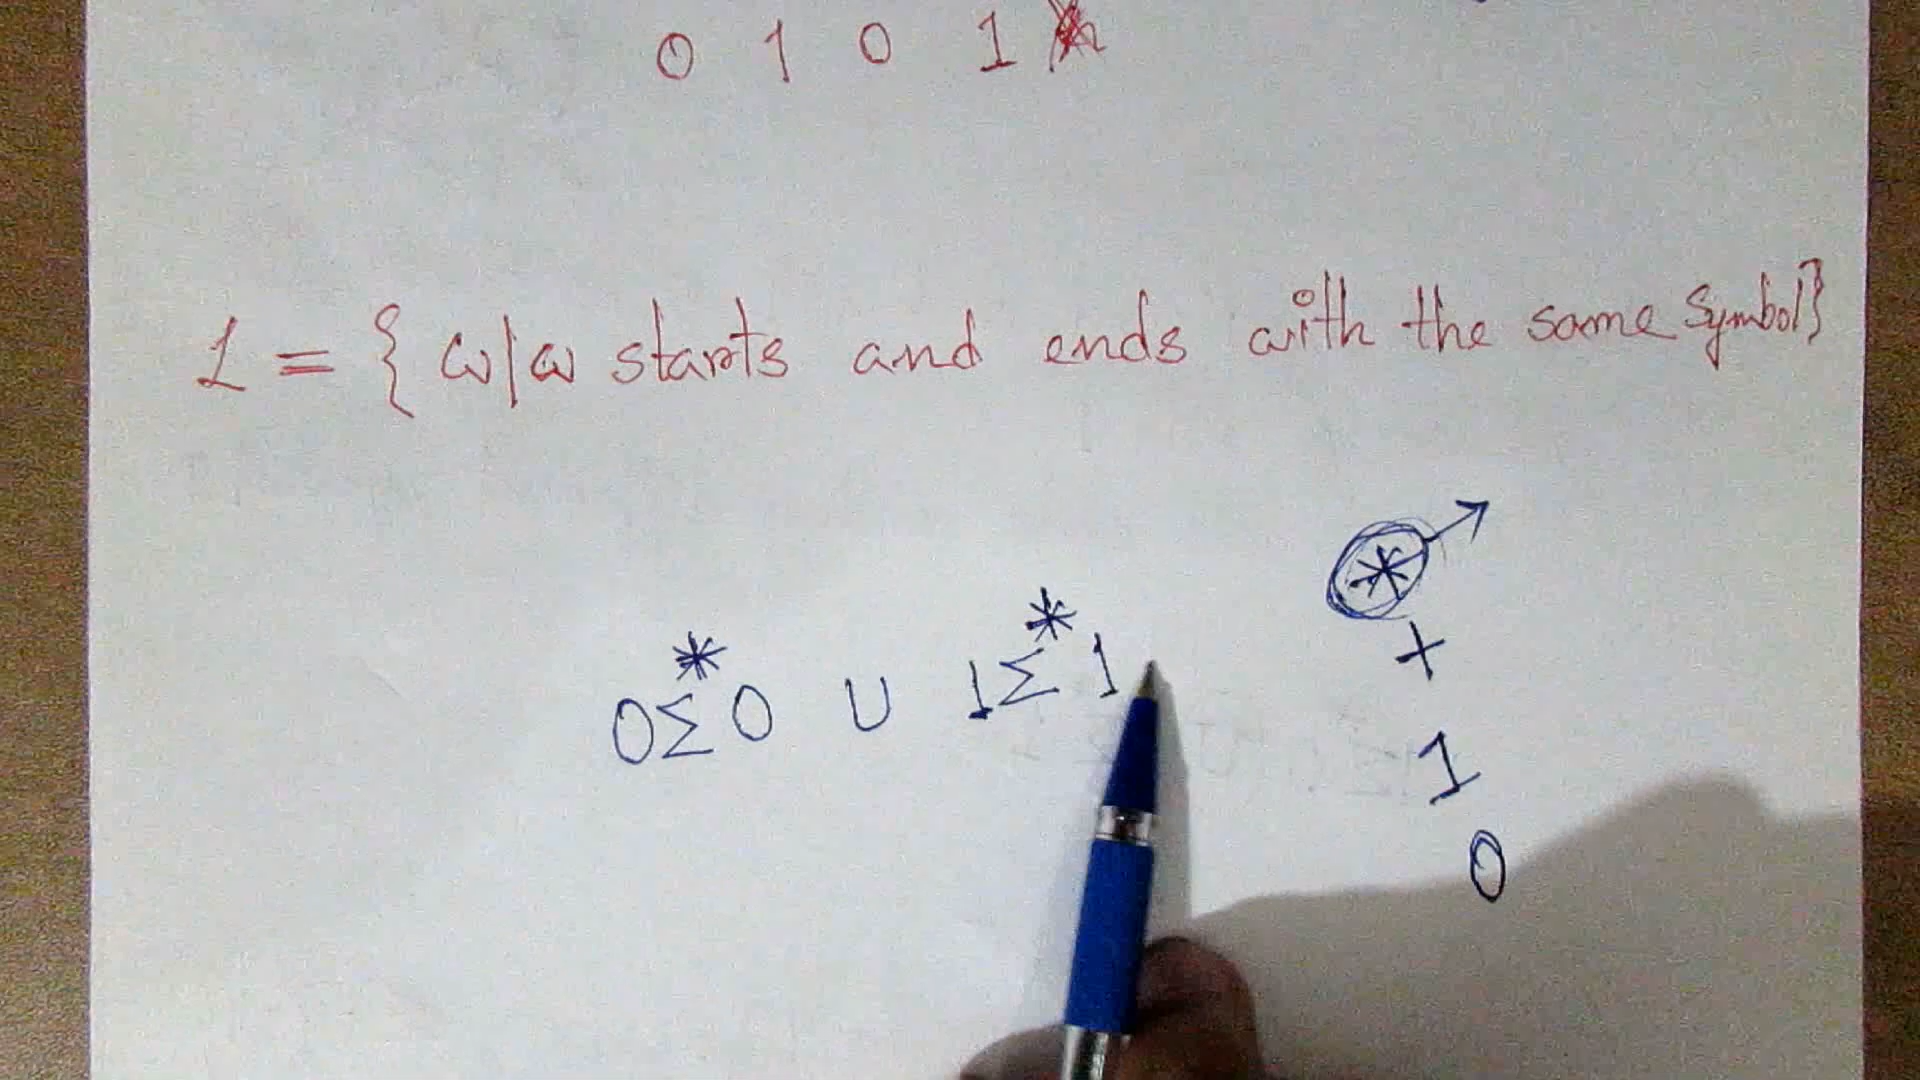 0 1 0 1
L = { w/w starts and ends with the same symbol}
*
0Σ*0 ∪ 1Σ*1
+
1
0